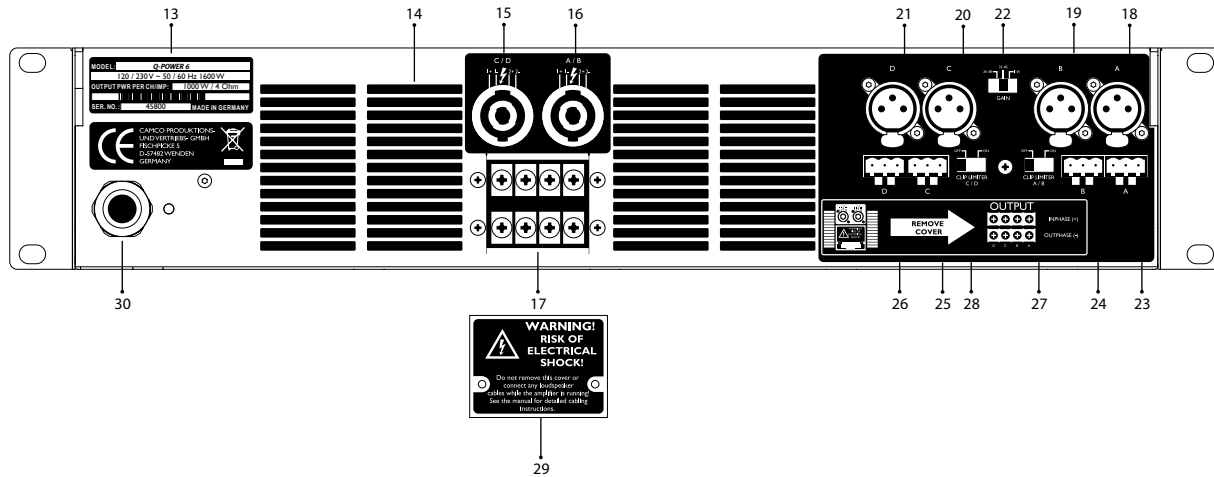 13
14
15
16
21
20
22
19
18
MODEL: Q-POWER 6
120 / 230 V ~ 50 / 60 Hz 1600 W
OUTPUT PWR PER CH/IMP: 1000 W / 4 Ohm
SER. NO.: 45800 MADE IN GERMANY
CAMCO PRODUKTIONS-
UND VERTRIEBS- GMBH
FISCHPICKE 5
D-57482 WENDEN
GERMANY
CE
C / D
A / B
D
C
GAIN
B
A
OFF ON
OFF ON
CLIP LIMITER
C / D
CLIP LIMITER
A / B
D
C
B
A
REMOVE
COVER
OUTPUT
INPHASE (+)
OUTPHASE (-)
D C B A
30
17
26
25
28
27
24
23
WARNING!
RISK OF
ELECTRICAL
SHOCK!
Do not remove this cover or
connect any loudspeaker
cables while the amplifier is running!
See the manual for detailed cabling
instructions.
29